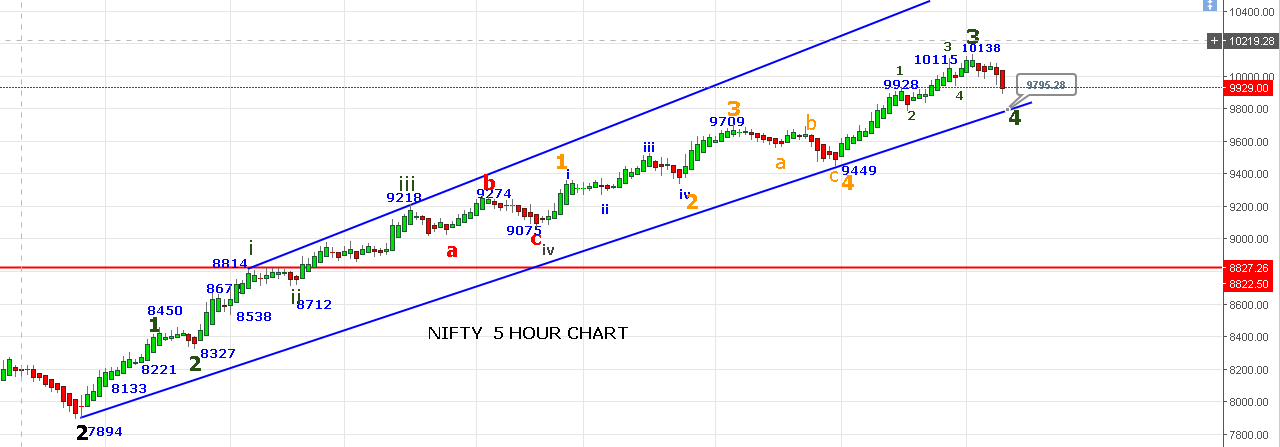 10400.00
+ 10219.28
3
3 10138
10115
10000.00
1
9928
9795.28
9929.00
4
2
4
9800.00
3
9709
b
9600.00
iii
1
a
9449
c 4
9400.00
i
iii
b
9218
9274
iv
2
ii
9200.00
9075
c
iv
a
9000.00
i
8814
8827.26
8822.50
ii
8712
8600.00
8450
8538
1
NIFTY 5 HOUR CHART
8400.00
8327
2
8221
8200.00
8133
8000.00
2
7894
7800.00